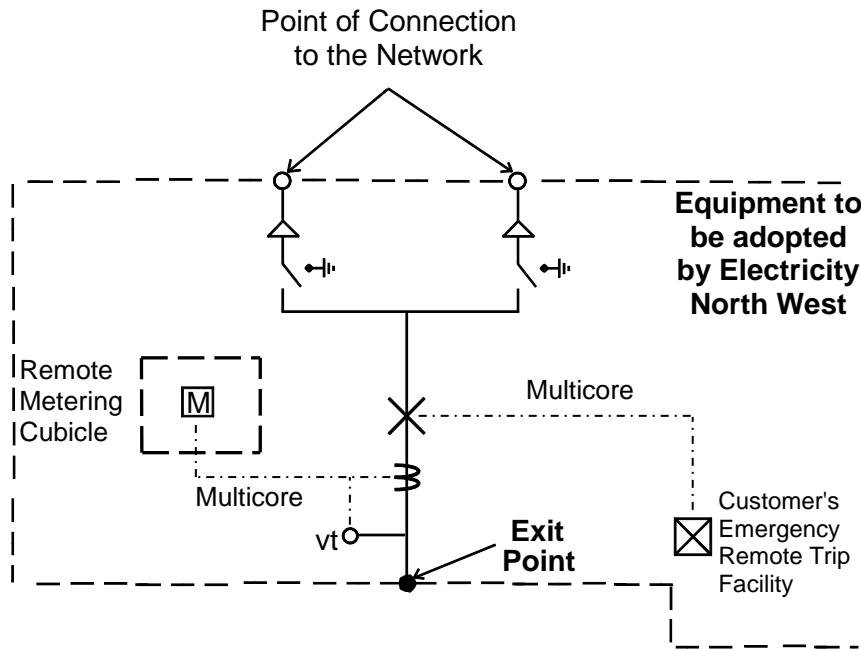 Point of Connection
to the Network
Equipment to
be adopted
by Electricity
North West
Remote
Metering
Cubicle
M
Multicore
Multicore
vt
Exit
Point
Customer's
Emergency
Remote Trip
Facility